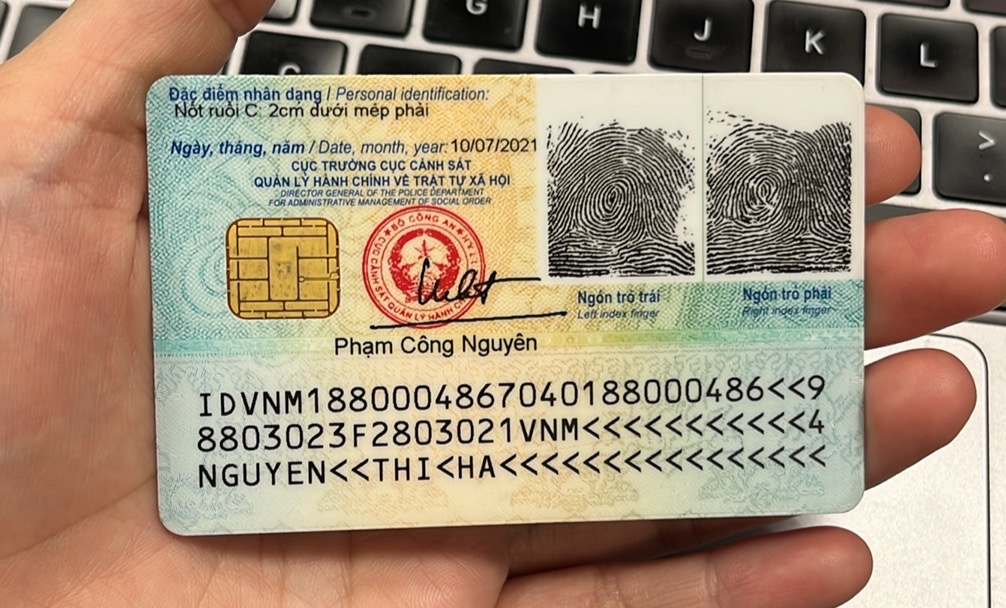 G H J K L
Đặc điểm nhân dạng / Personal identification:
Nốt ruồi C: 2cm dưới mép phải
Ngày, tháng, năm / Date, month, year: 10/07/2021
CỤC TRƯỞNG CỤC CẢNH SÁT
QUẢN LÝ HÀNH CHÍNH VỀ TRẬT TỰ XÃ HỘI
DIRECTOR GENERAL OF THE POLICE DEPARTMENT
FOR ADMINISTRATIVE MANAGEMENT OF SOCIAL ORDER
BỘ CÔNG AN
CỤC CẢNH SÁT QUẢN LÝ HÀNH
Phạm Công Nguyên
Ngón trỏ trái
Left index finger
Ngón trỏ phải
Right index finger
IDVNM1880004867040188000486<<9
8803023F2803021VNM<<<<<<<<<<<4
NGUYEN<<THI<HA<<<<<<<<<<<<<<<<